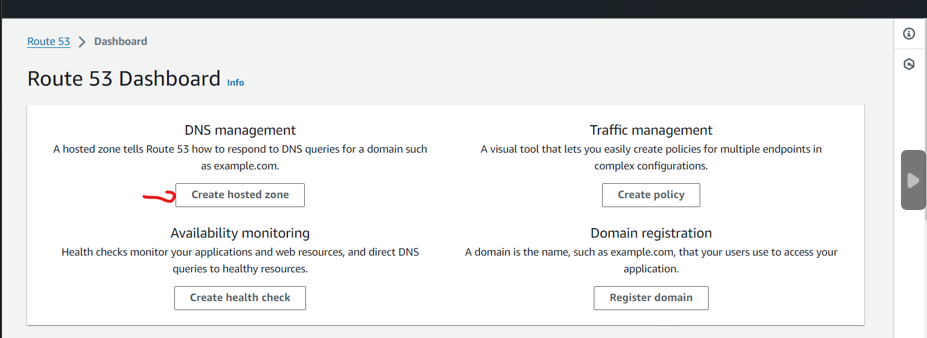 Route 53 > Dashboard
Route 53 Dashboard Info
DNS management
A hosted zone tells Route 53 how to respond to DNS queries for a domain such
as example.com.
Create hosted zone
Traffic management
A visual tool that lets you easily create policies for multiple endpoints in
complex configurations.
Create policy
Availability monitoring
Health checks monitor your applications and web resources, and direct DNS
queries to healthy resources.
Create health check
Domain registration
A domain is the name, such as example.com, that your users use to access your
application.
Register domain